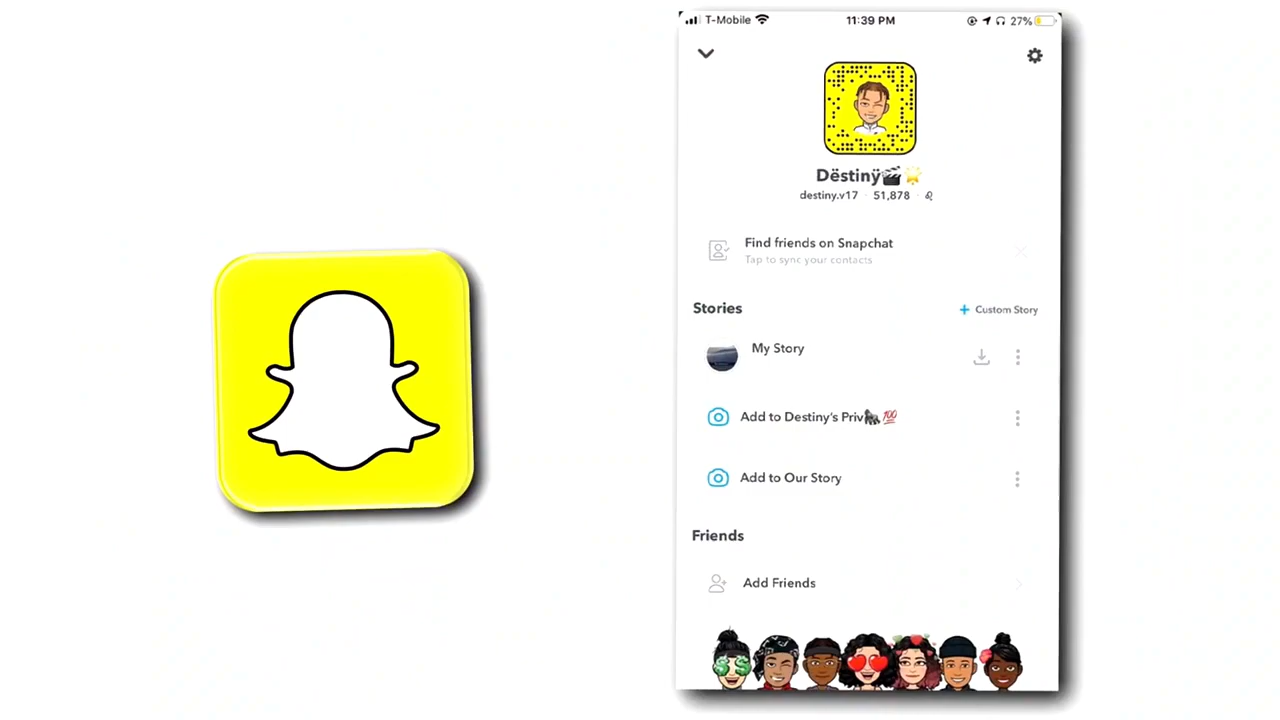 T-Mobile 11:39 PM 27%
Dëstinÿ🎬🌟
destiny.v17 · 51,878 · ♌
Find friends on Snapchat
Tap to sync your contacts
Stories + Custom Story
My Story
Add to Destiny's Priv🦍💯
Add to Our Story
Friends
Add Friends